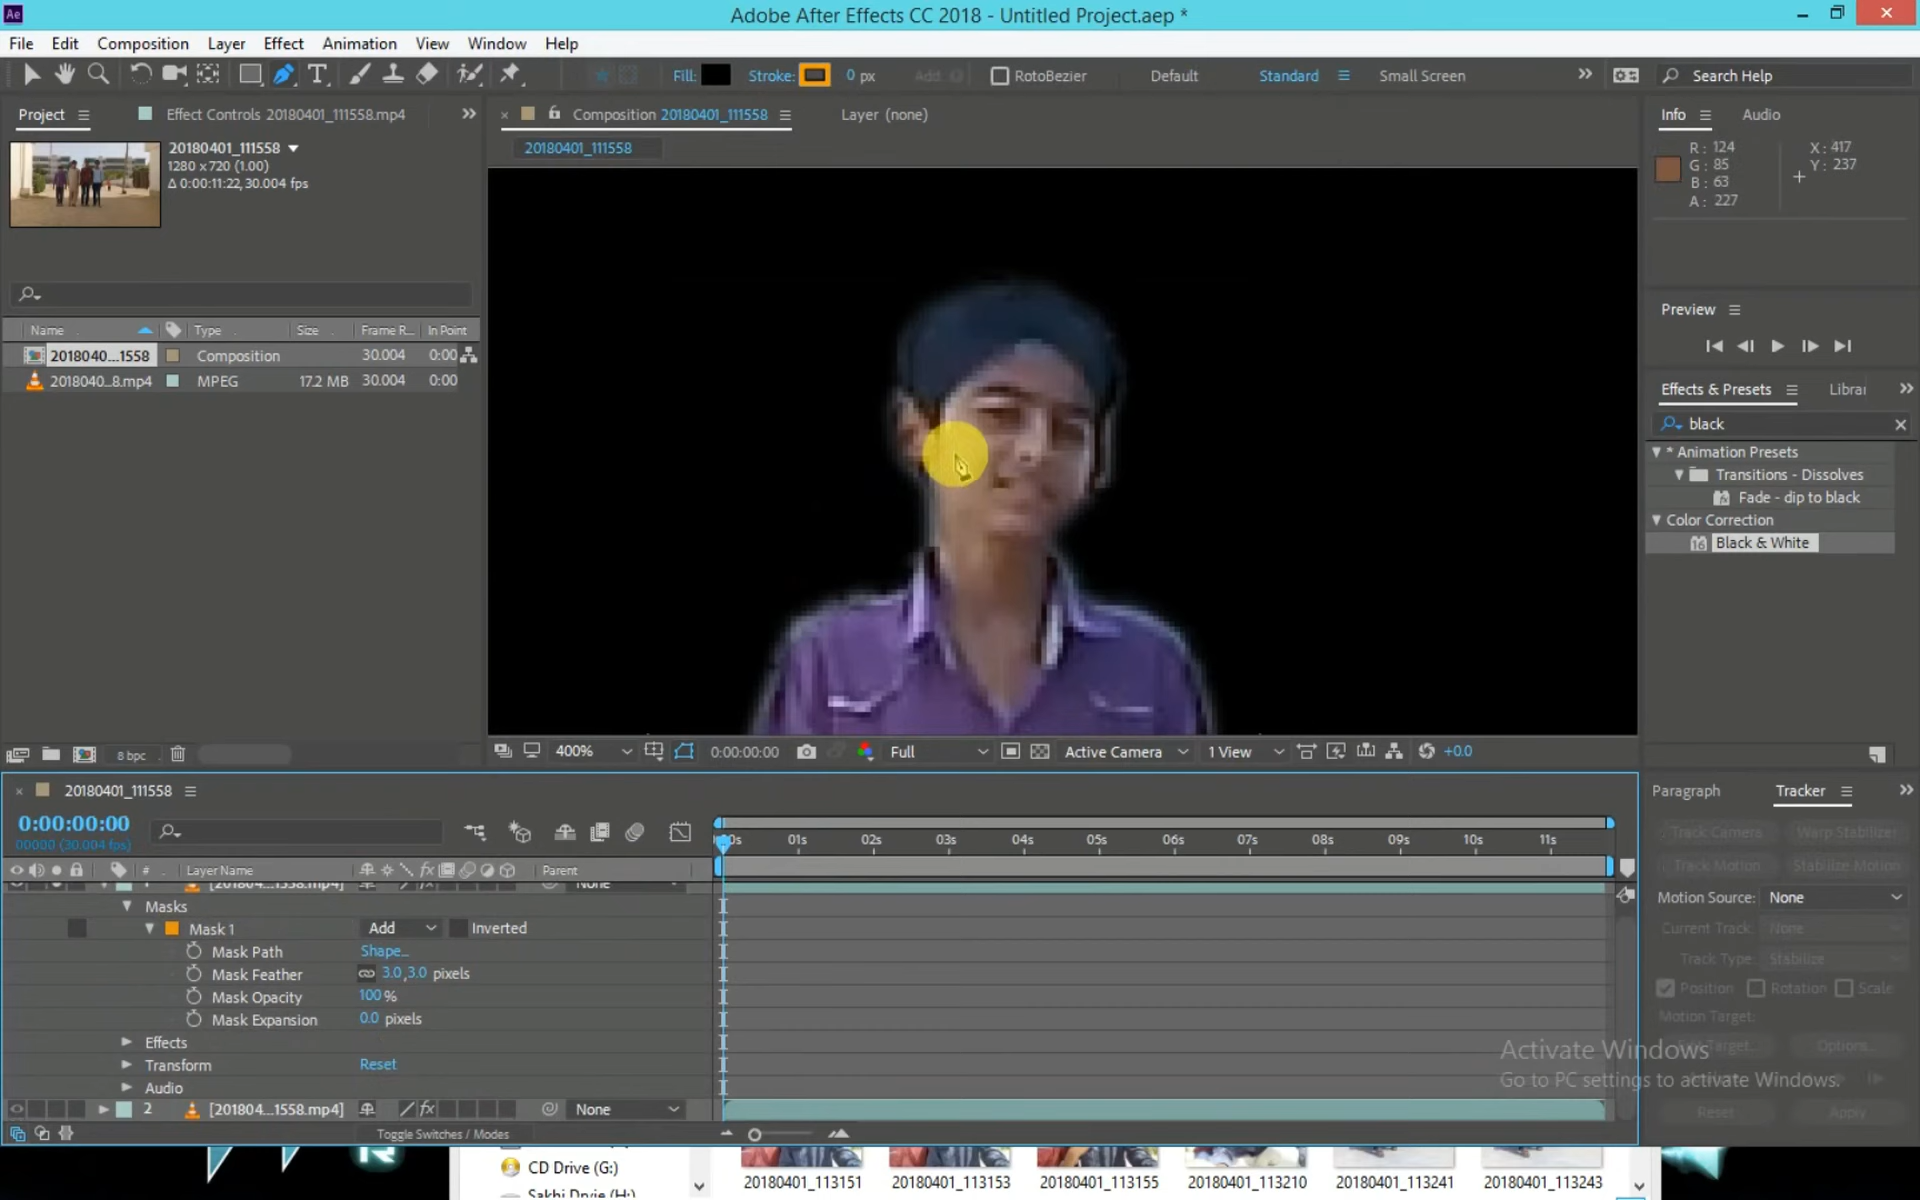 Ae
Adobe After Effects CC 2018 - Untitled Project.aep *
File Edit Composition Layer Effect Animation View Window Help
Fill: Stroke: 0 px Add: RotoBezier Default Standard Small Screen Search Help
Project Effect Controls 20180401_111558.mp4
Composition 20180401_111558 Layer (none)
Info Audio
20180401_111558
1280 x 720 (1.00)
Δ 0:00:11:22, 30.004 fps
20180401_111558
R: 124 X: 417
G: 85 Y: 237
B: 63
A: 227
Preview
Name Type Size Frame R... In Point
2018040...1558 Composition 30.004 0:00
2018040...8.mp4 MPEG 17.2 MB 30.004 0:00
Effects & Presets Librai
black
* Animation Presets
Transitions - Dissolves
Fade - dip to black
Color Correction
16 Black & White
8 bpc
400% 0:00:00:00 Full Active Camera 1 View +0.0
20180401_111558
Paragraph Tracker
0:00:00:00
00000 (30.004 fps)
01s 02s 03s 04s 05s 06s 07s 08s 09s 10s 11s
Track Camera Warp Stabilizer
Track Motion Stabilize Motion
# Layer Name Parent
Masks
Mask 1 Add Inverted
Mask Path Shape...
Mask Feather 3.0,3.0 pixels
Mask Opacity 100 %
Mask Expansion 0.0 pixels
Effects
Transform Reset
Audio
2 [201804...1558.mp4] None
Toggle Switches / Modes
Motion Source: None
Current Track: None
Track Type: Stabilize
Position Rotation Scale
Motion Target:
Edit Target... Options...
Activate Windows
Go to PC settings to activate Windows.
Reset Apply
CD Drive (G:)
Sakhi Drvie (H:)
20180401_113151 20180401_113153 20180401_113155 20180401_113210 20180401_113241 20180401_113243